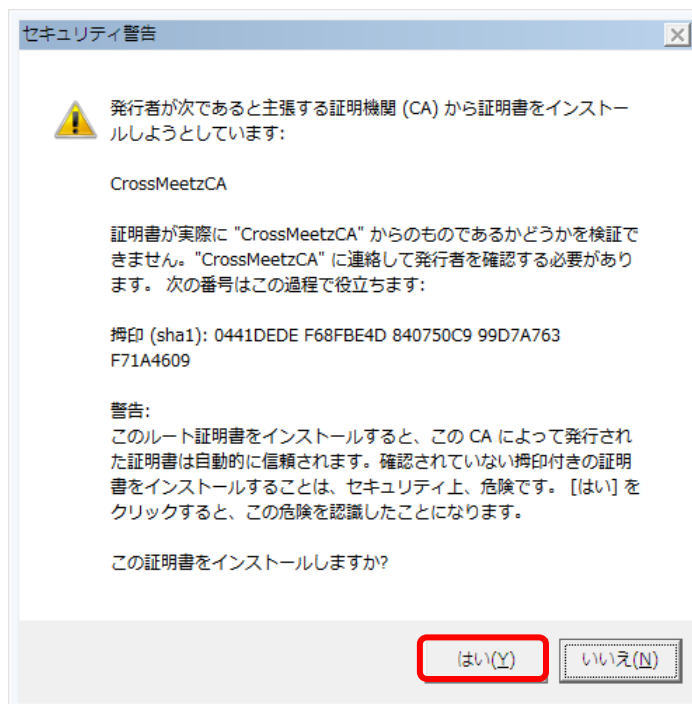 セキュリティ警告
発行者が次であると主張する証明機関 (CA) から証明書をインストー
ルしようとしています:
CrossMeetzCA
証明書が実際に "CrossMeetzCA" からのものであるかどうかを検証で
きません。"CrossMeetzCA" に連絡して発行者を確認する必要があり
ます。 次の番号はこの過程で役立ちます:
拇印 (sha1): 0441DEDE F68FBE4D 840750C9 99D7A763
F71A4609
警告:
このルート証明書をインストールすると、この CA によって発行され
た証明書は自動的に信頼されます。確認されていない拇印付きの証明
書をインストールすることは、セキュリティ上、危険です。 [はい] を
クリックすると、この危険を認識したことになります。
この証明書をインストールしますか?
はい(Y)
いいえ(N)